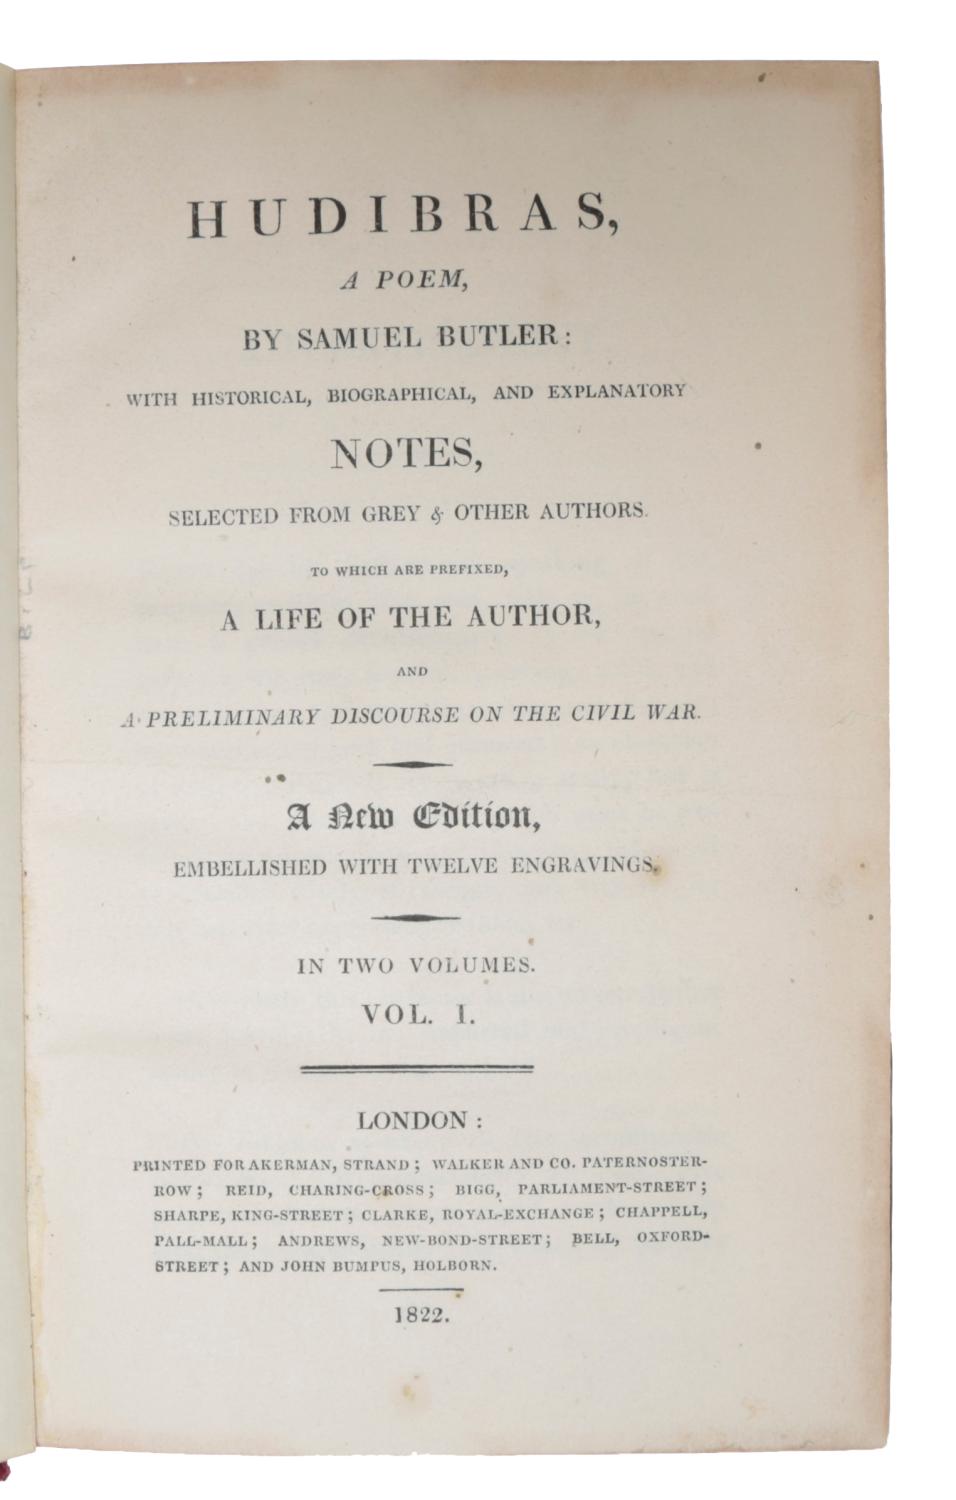 HUDIBRAS,
A POEM,
BY SAMUEL BUTLER:
WITH HISTORICAL, BIOGRAPHICAL, AND EXPLANATORY
NOTES,
SELECTED FROM GREY & OTHER AUTHORS.
TO WHICH ARE PREFIXED,
A LIFE OF THE AUTHOR,
AND
A PRELIMINARY DISCOURSE ON THE CIVIL WAR.
A New Edition,
EMBELLISHED WITH TWELVE ENGRAVINGS.
IN TWO VOLUMES.
VOL. I.
LONDON:
PRINTED FOR AKERMAN, STRAND; WALKER AND CO. PATERNOSTER-
ROW; REID, CHARING-CROSS; BIGG, PARLIAMENT-STREET;
SHARPE, KING-STREET; CLARKE, ROYAL-EXCHANGE; CHAPPELL,
PALL-MALL; ANDREWS, NEW-BOND-STREET; BELL, OXFORD-
STREET; AND JOHN BUMPUS, HOLBORN.
1822.